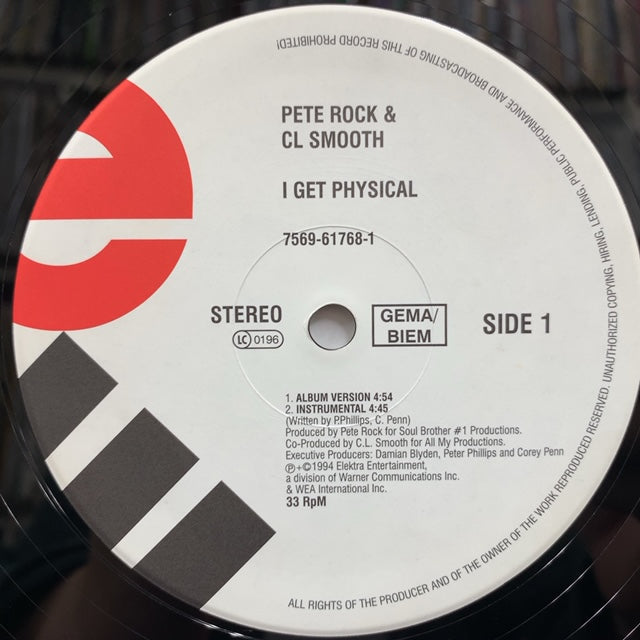 PETE ROCK &
CL SMOOTH
I GET PHYSICAL
7569-61768-1
STEREO
LC 0196
GEMA/
BIEM
SIDE 1
1. ALBUM VERSION 4:54
2. INSTRUMENTAL 4:45
(Written by P.Phillips, C. Penn)
Produced by Pete Rock for Soul Brother #1 Productions.
Co-Produced by C.L. Smooth for All My Productions.
Executive Producers: Damian Blyden, Peter Phillips and Corey Penn
℗+©1994 Elektra Entertainment,
a division of Warner Communications Inc.
& WEA International Inc.
33 RpM
ALL RIGHTS OF THE PRODUCER AND OF THE OWNER OF THE WORK REPRODUCED RESERVED. UNAUTHORIZED COPYING, HIRING, LENDING, PUBLIC PERFORMANCE AND BROADCASTING OF THIS RECORD PROHIBITED!
e